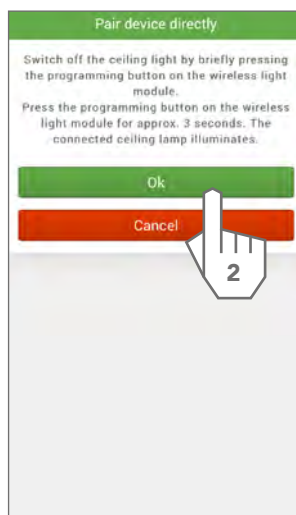 Pair device directly
Switch off the ceiling light by briefly pressing
the programming button on the wireless light
module.
Press the programming button on the wireless
light module for approx. 3 seconds. The
connected ceiling lamp illuminates.
Ok
Cancel
2